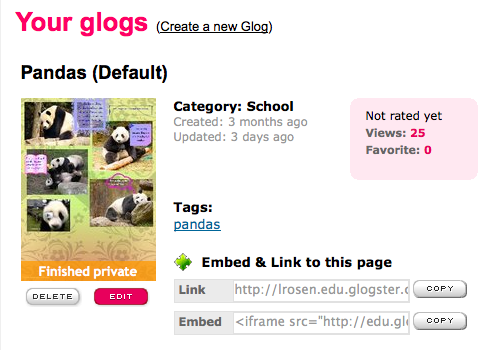 Your glogs (Create a new Glog)
Pandas (Default)
Category: School
Created: 3 months ago
Updated: 3 days ago
Not rated yet
Views: 25
Favorite: 0
Tags:
pandas
Finished private
DELETE EDIT
Embed & Link to this page
Link http://lrosen.edu.glogster. COPY
Embed <iframe src="http://edu.gl COPY